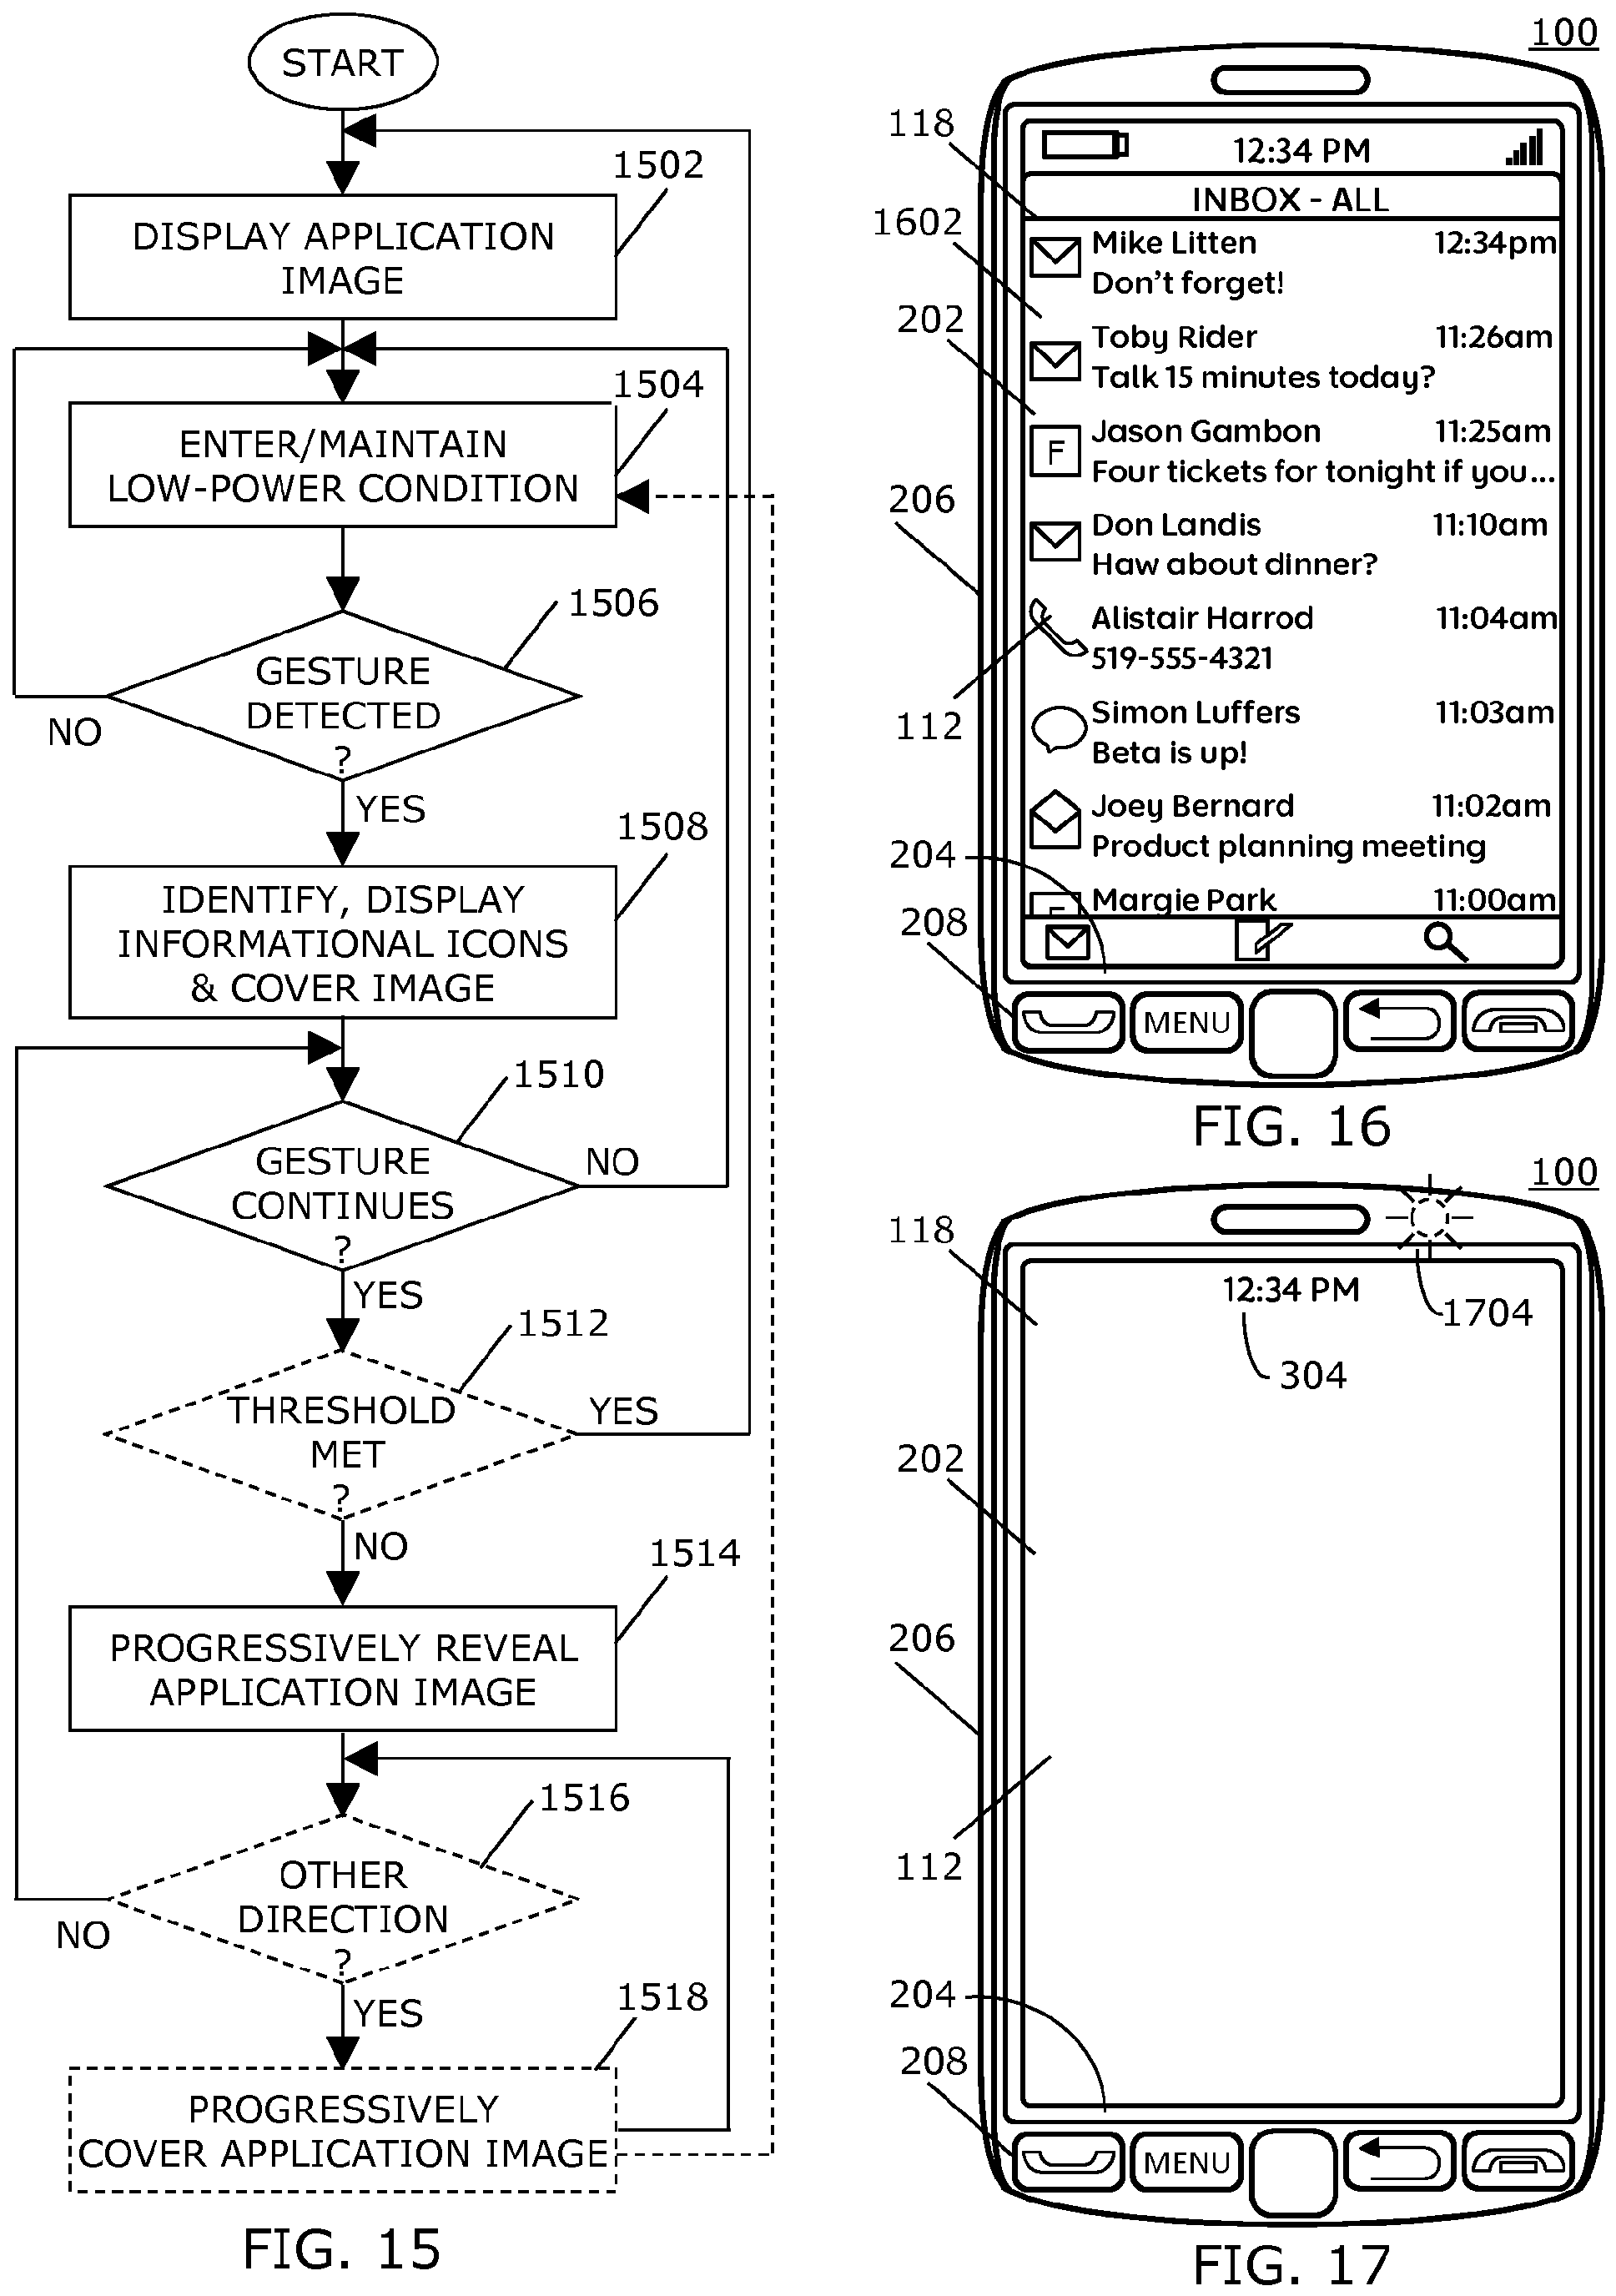 START
1502
DISPLAY APPLICATION
IMAGE
1504
ENTER/MAINTAIN
LOW-POWER CONDITION
1506
GESTURE
DETECTED
?
NO
YES
1508
IDENTIFY, DISPLAY
INFORMATIONAL ICONS
& COVER IMAGE
1510
GESTURE
CONTINUES
?
NO
YES
1512
THRESHOLD
MET
?
YES
NO
1514
PROGRESSIVELY REVEAL
APPLICATION IMAGE
1516
OTHER
DIRECTION
?
NO
YES
1518
PROGRESSIVELY
COVER APPLICATION IMAGE
FIG. 15
100
118
1602
202
206
112
204
208
12:34 PM
INBOX - ALL
Mike Litten 12:34pm
Don't forget!
Toby Rider 11:26am
Talk 15 minutes today?
F
Jason Gambon 11:25am
Four tickets for tonight if you...
Don Landis 11:10am
Haw about dinner?
Alistair Harrod 11:04am
519-555-4321
Simon Luffers 11:03am
Beta is up!
Joey Bernard 11:02am
Product planning meeting
F
Margie Park 11:00am
MENU
FIG. 16
100
118
12:34 PM
1704
304
202
206
112
204
208
MENU
FIG. 17